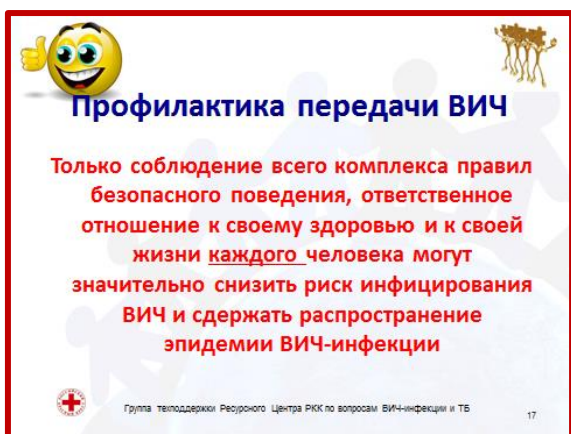 Профилактика передачи ВИЧ
Только соблюдение всего комплекса правил
безопасного поведения, ответственное
отношение к своему здоровью и к своей
жизни каждого человека могут
значительно снизить риск инфицирования
ВИЧ и сдержать распространение
эпидемии ВИЧ-инфекции
Группа техподдержки Ресурсного Центра РКК по вопросам ВИЧ-инфекции и ТБ
17